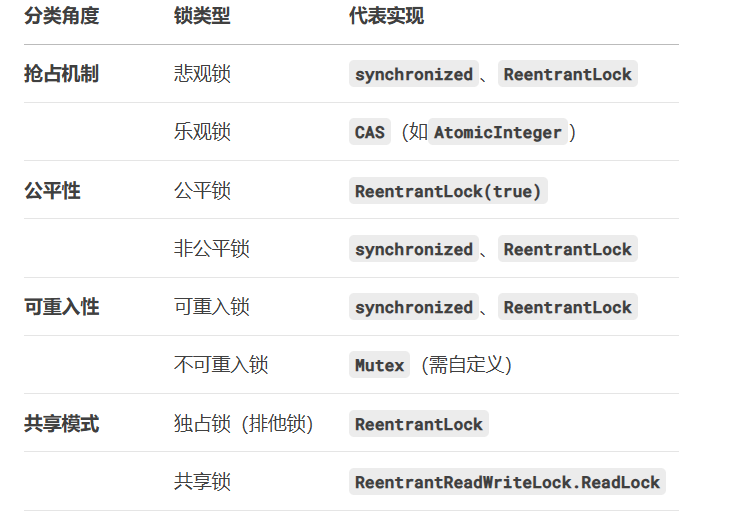 分类角度 锁类型 代表实现
抢占机制 悲观锁 synchronized、ReentrantLock
乐观锁 CAS（如AtomicInteger）
公平性 公平锁 ReentrantLock(true)
非公平锁 synchronized、ReentrantLock
可重入性 可重入锁 synchronized、ReentrantLock
不可重入锁 Mutex（需自定义）
共享模式 独占锁（排他锁） ReentrantLock
共享锁 ReentrantReadWriteLock.ReadLock